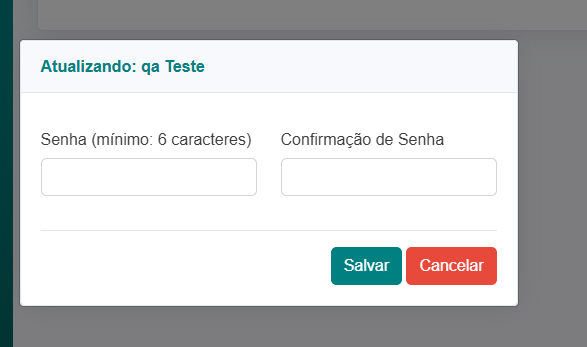 Atualizando: qa Teste
Senha (mínimo: 6 caracteres) Confirmação de Senha
Salvar Cancelar